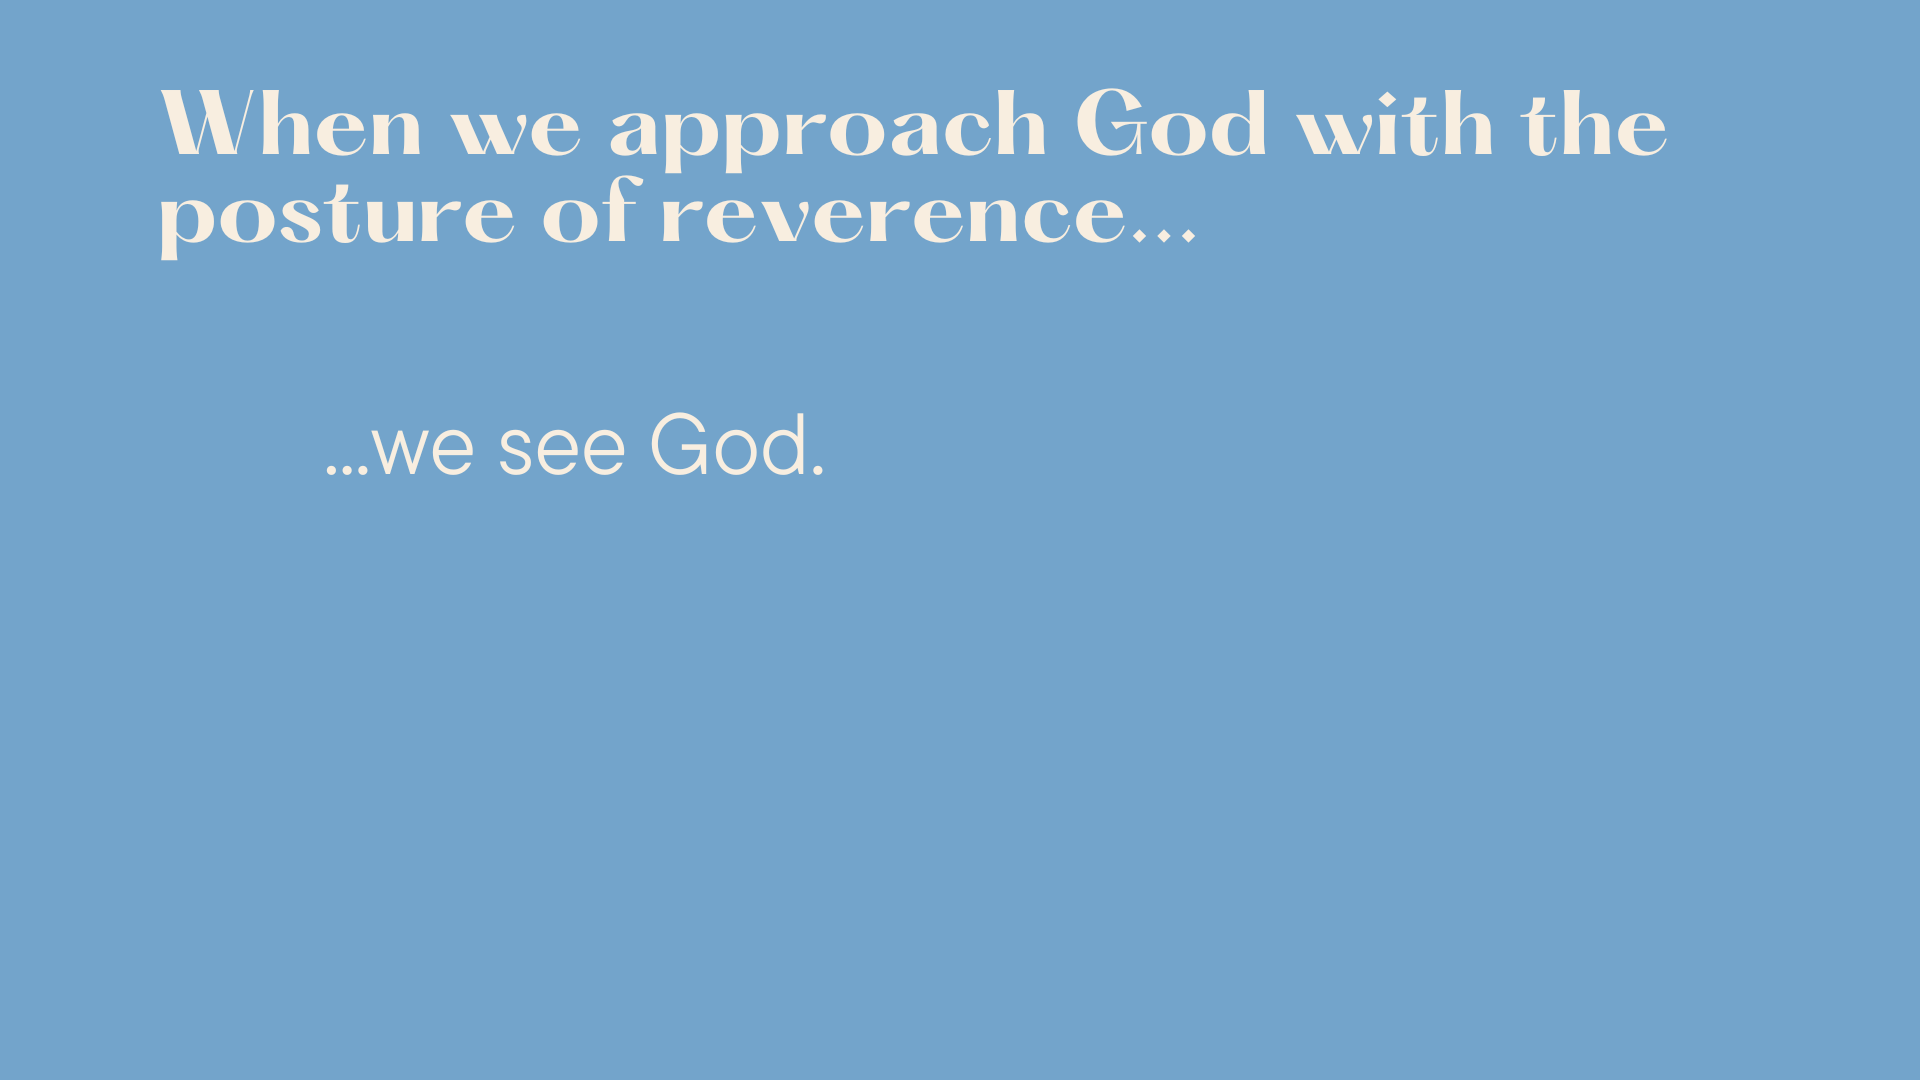 When we approach God with the
posture of reverence...
...we see God.